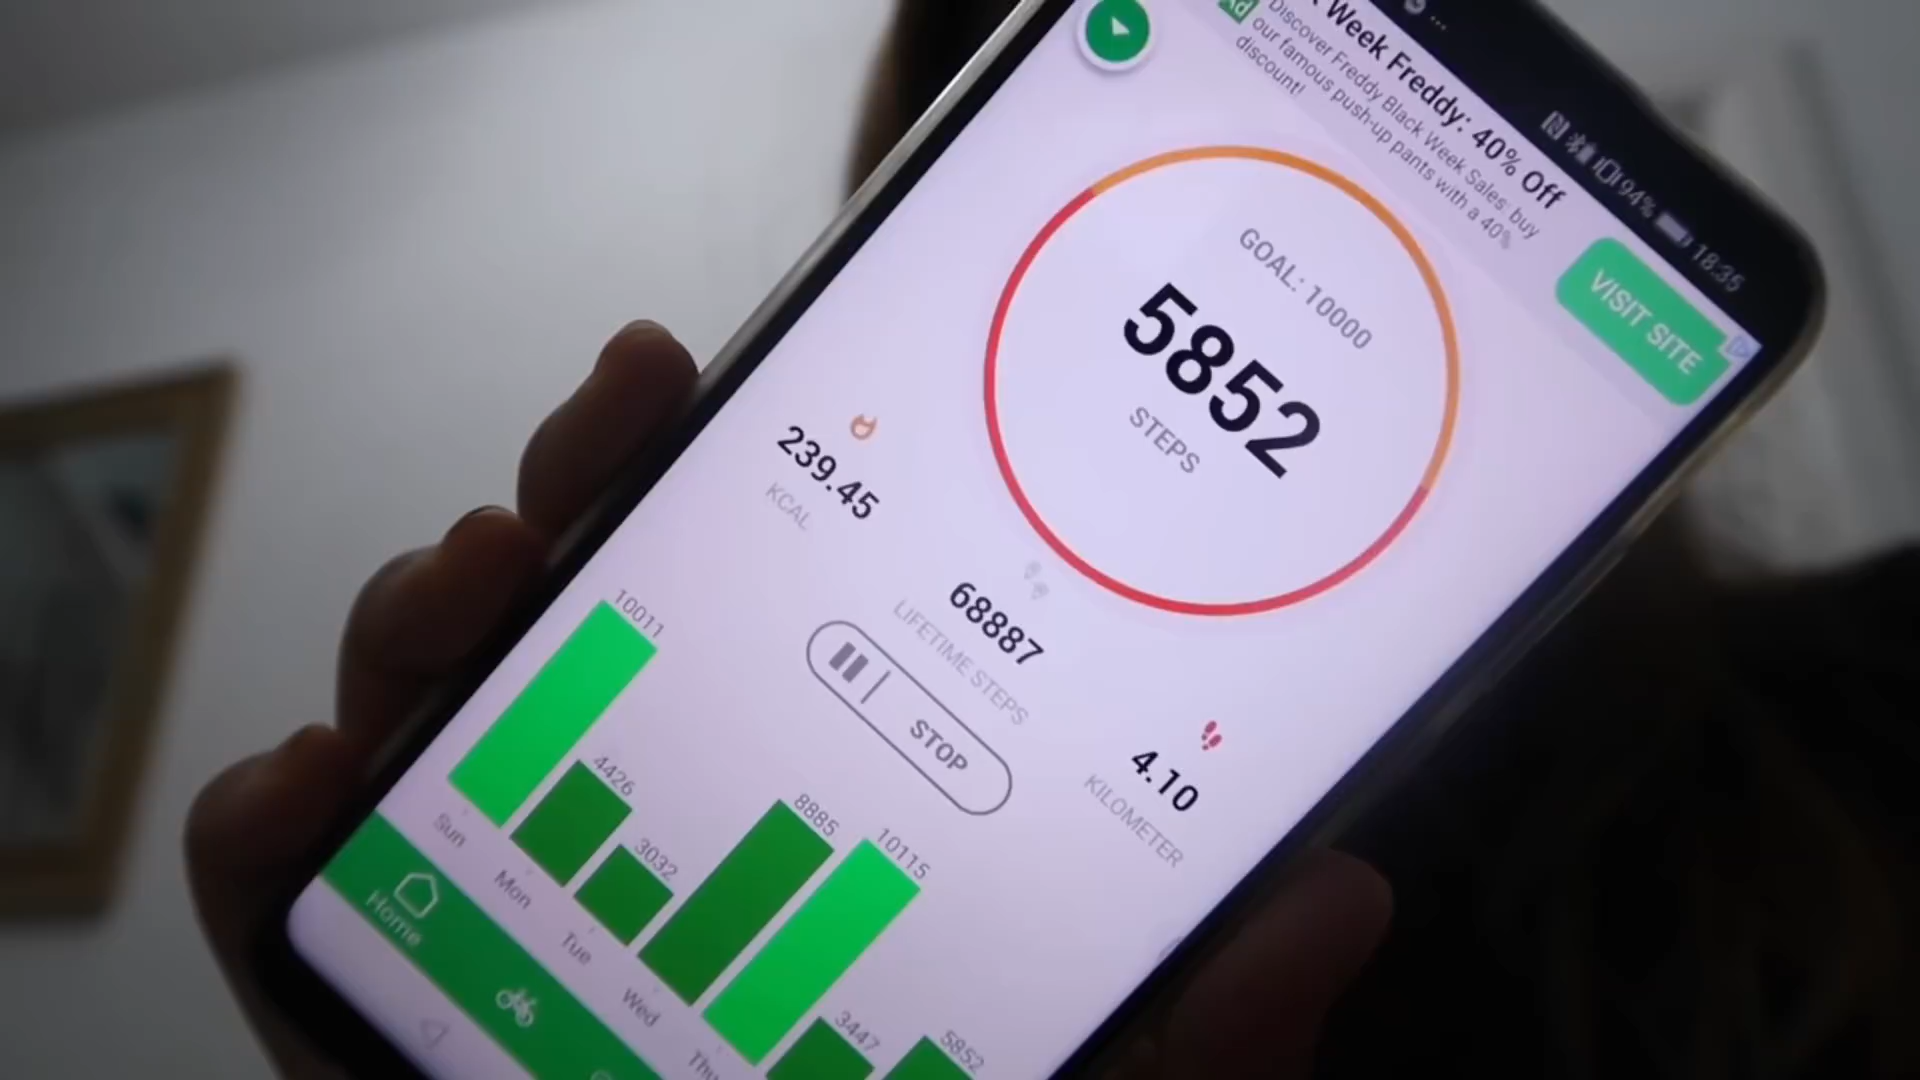 94% 18:35
Week Freddy: 40% Off
Ad Discover Freddy Black Week Sales: buy
our famous push-up pants with a 40%
discount!
VISIT SITE
GOAL: 10000
5852
STEPS
239.45
KCAL
68887
LIFETIME STEPS
4.10
KILOMETER
STOP
10011
4426
3032
8885
10115
3447
5852
Sun
Mon
Tue
Wed
Thu
Home